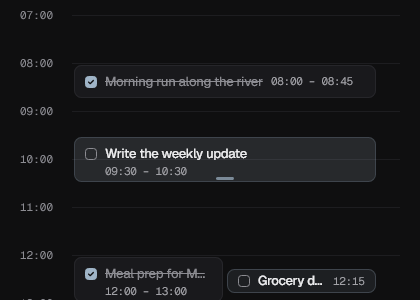 07:00
08:00
Morning run along the river 08:00 – 08:45
09:00
Write the weekly update
10:00
09:30 – 10:30
11:00
12:00
Meal prep for M...
12:00 – 13:00
Grocery d... 12:15